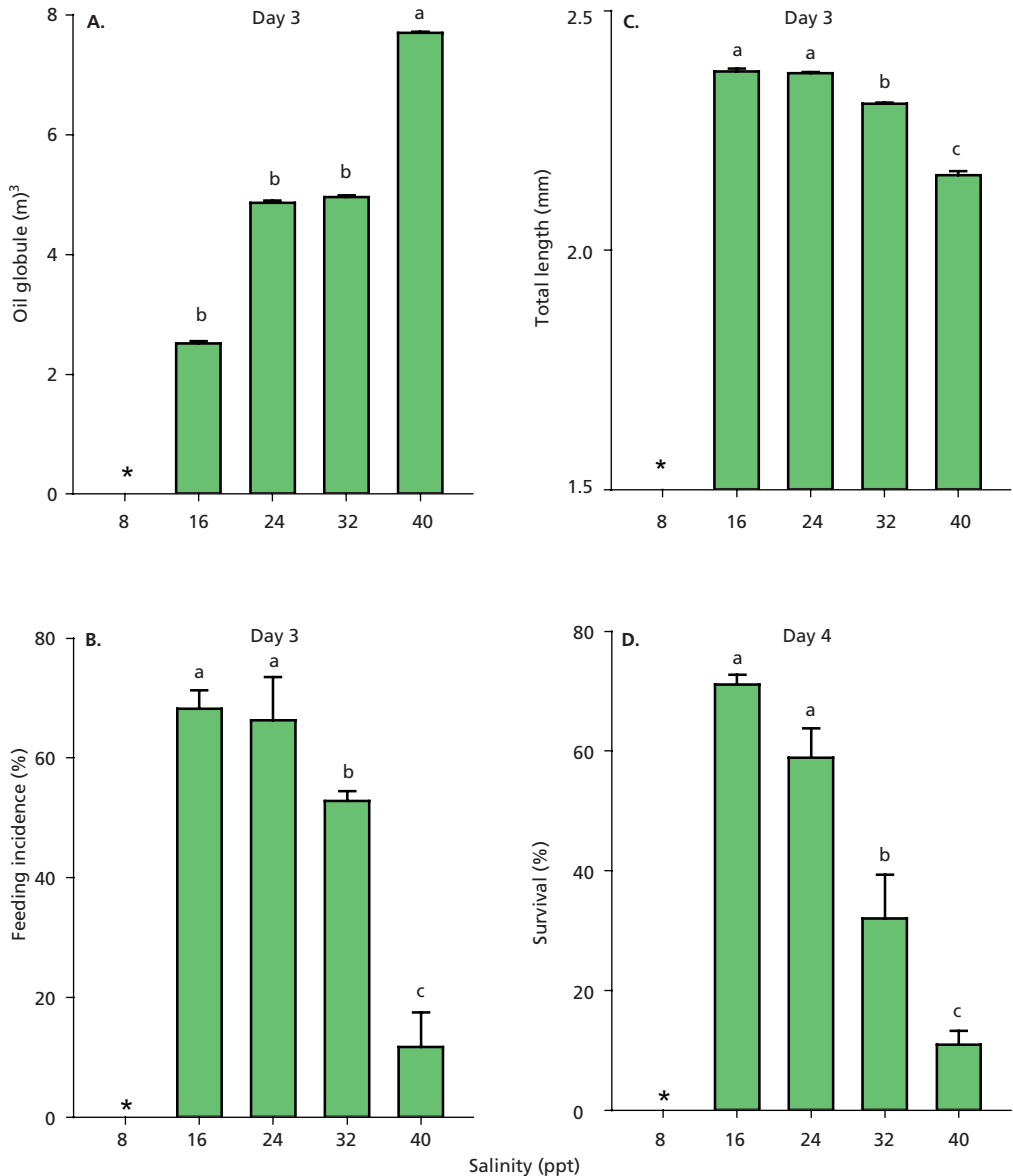 A.
Day 3
Oil globule (m)³
8
6
4
2
0
*
b
b
b
a
8 16 24 32 40
C.
Day 3
Total length (mm)
2.5
2.0
1.5
*
a
a
b
c
8 16 24 32 40
B.
Day 3
Feeding incidence (%)
80
60
40
20
0
*
a
a
b
c
8 16 24 32 40
D.
Day 4
Survival (%)
80
60
40
20
0
*
a
a
b
c
8 16 24 32 40
Salinity (ppt)